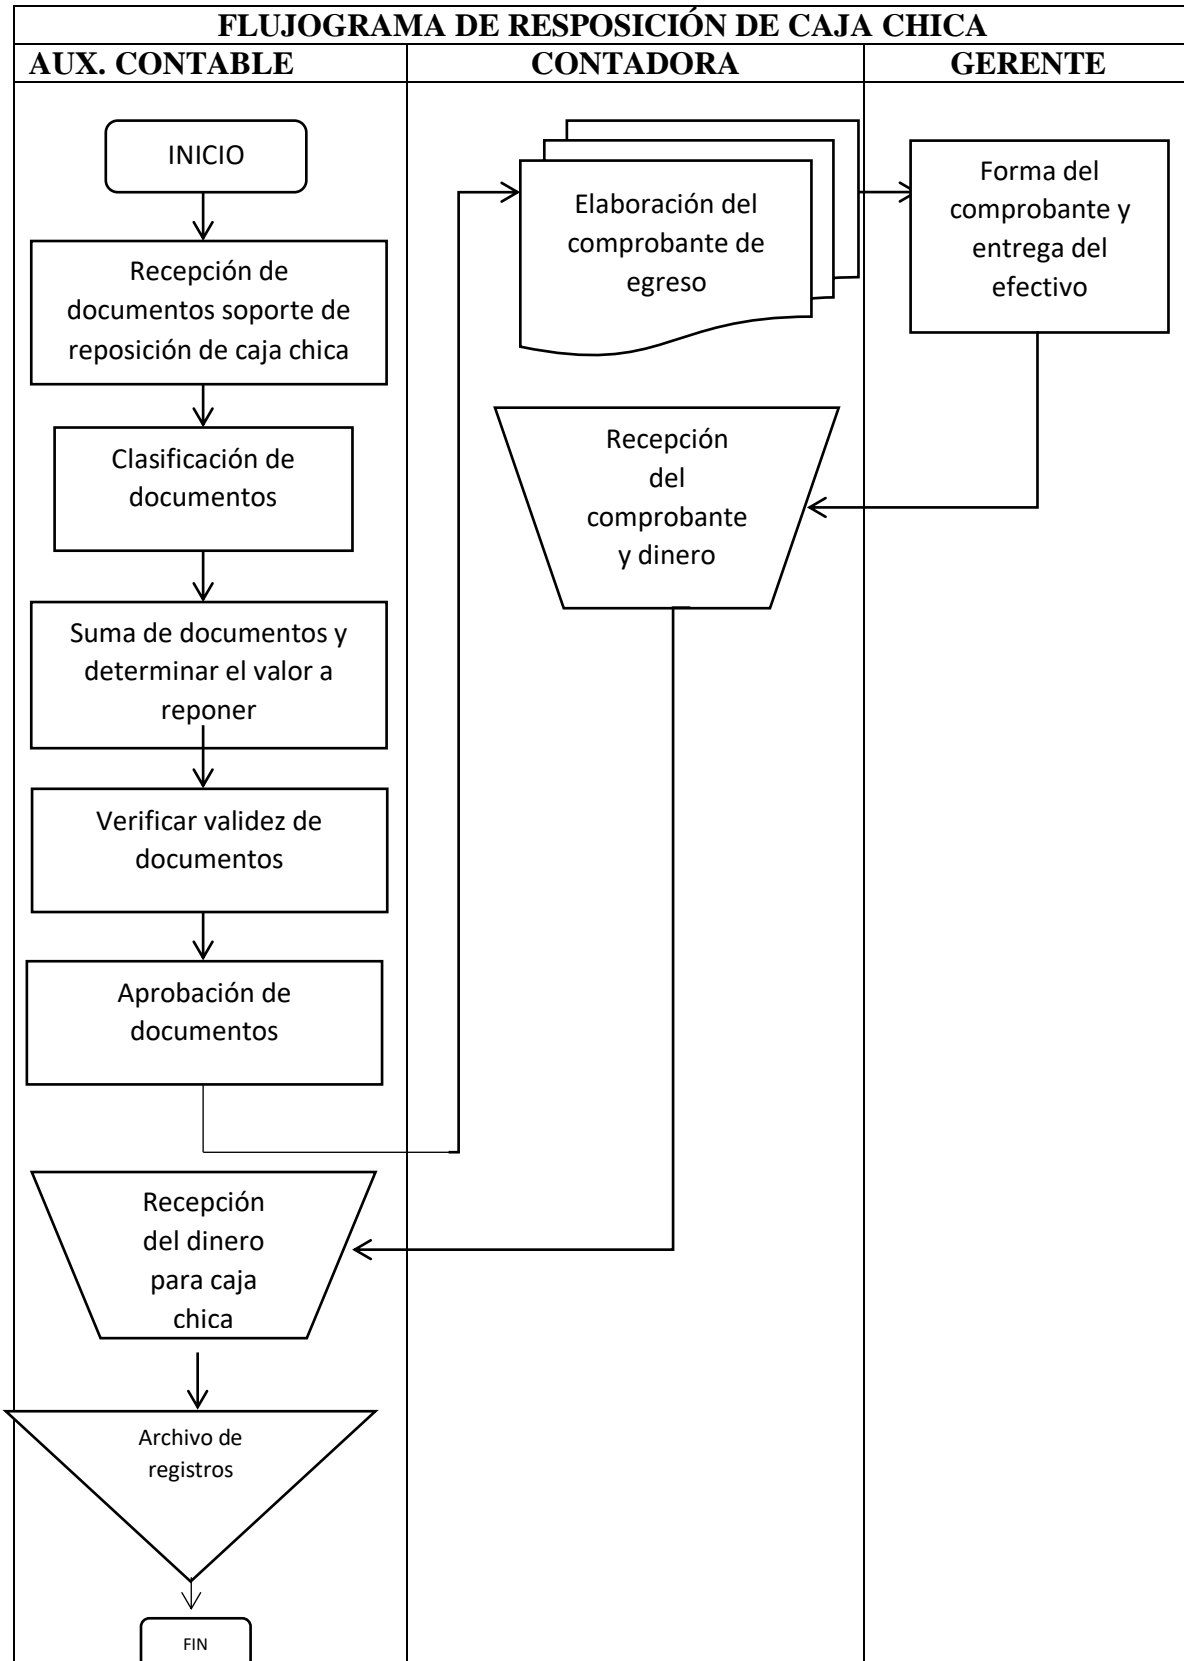 FLUJOGRAMA DE RESPOSICIÓN DE CAJA CHICA
AUX. CONTABLE
CONTADORA
GERENTE
INICIO
Recepción de
documentos soporte de
reposición de caja chica
Clasificación de
documentos
Suma de documentos y
determinar el valor a
reponer
Verificar validez de
documentos
Aprobación de
documentos
Elaboración del
comprobante de
egreso
Forma del
comprobante y
entrega del
efectivo
Recepción
del
comprobante
y dinero
Recepción
del dinero
para caja
chica
Archivo de
registros
FIN